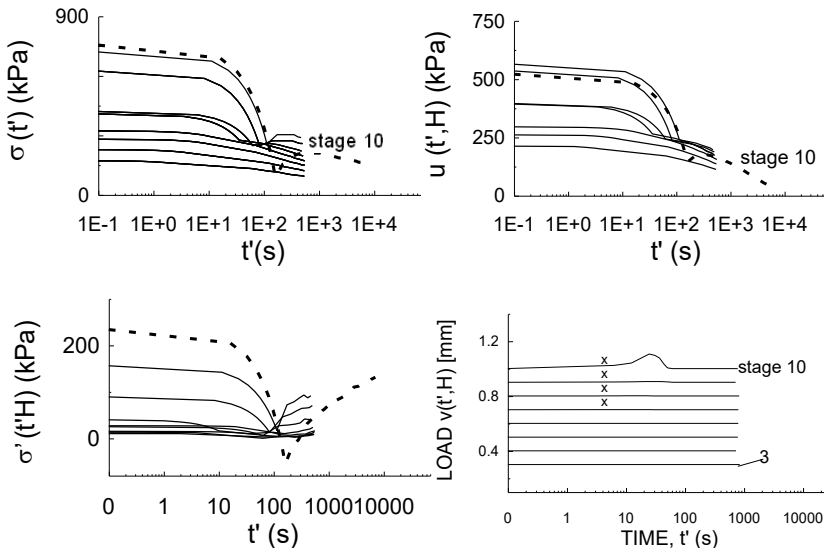 900
σ (t') (kPa)
stage 10
0
1E-1 1E+0 1E+1 1E+2 1E+3 1E+4
t'(s)
750
u (t',H) (kPa)
500
250
stage 10
0
1E-1 1E+0 1E+1 1E+2 1E+3 1E+4
t' (s)
σ' (t'H) (kPa)
200
0
0 1 10 100 100010000
t' (s)
LOAD v(t',H) [mm]
1.2
x
stage 10
x
0.8
x
x
0.4
3
0 1 10 100 1000 10000
TIME, t' (s)